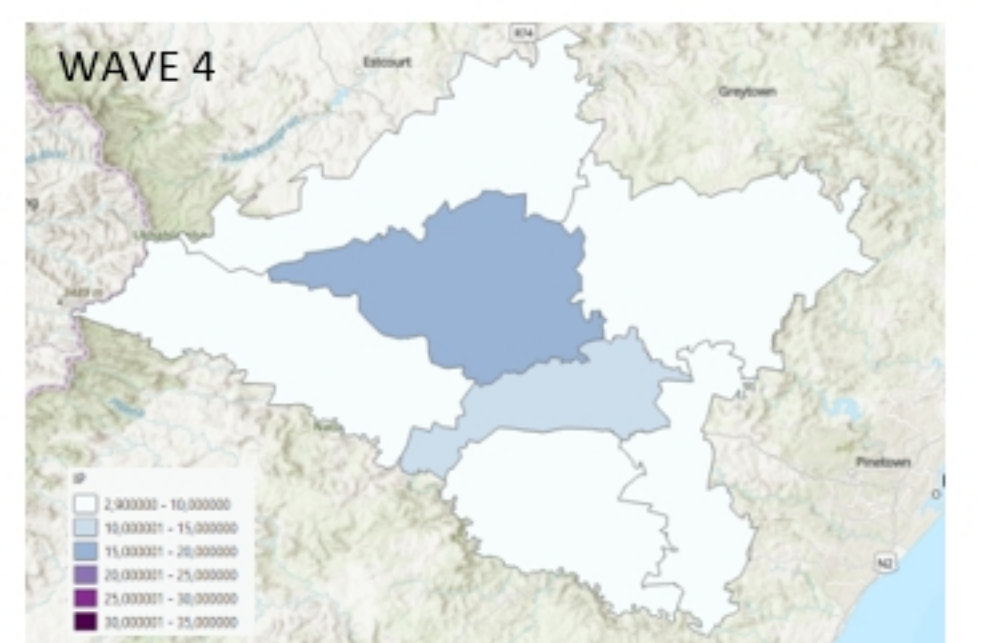 WAVE 4
R74
Estcourt
Greytown
Pinetown
N2
IP
2,900000 - 10,000000
10,000001 - 15,000000
15,000001 - 20,000000
20,000001 - 25,000000
25,000001 - 30,000000
30,000001 - 35,000000